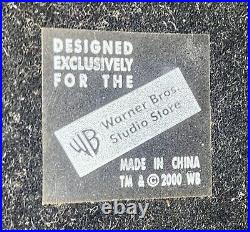 DESIGNED
EXCLUSIVELY
FOR THE
WB Warner Bros.
Studio Store
MADE IN CHINA
TM & © 2000 WB